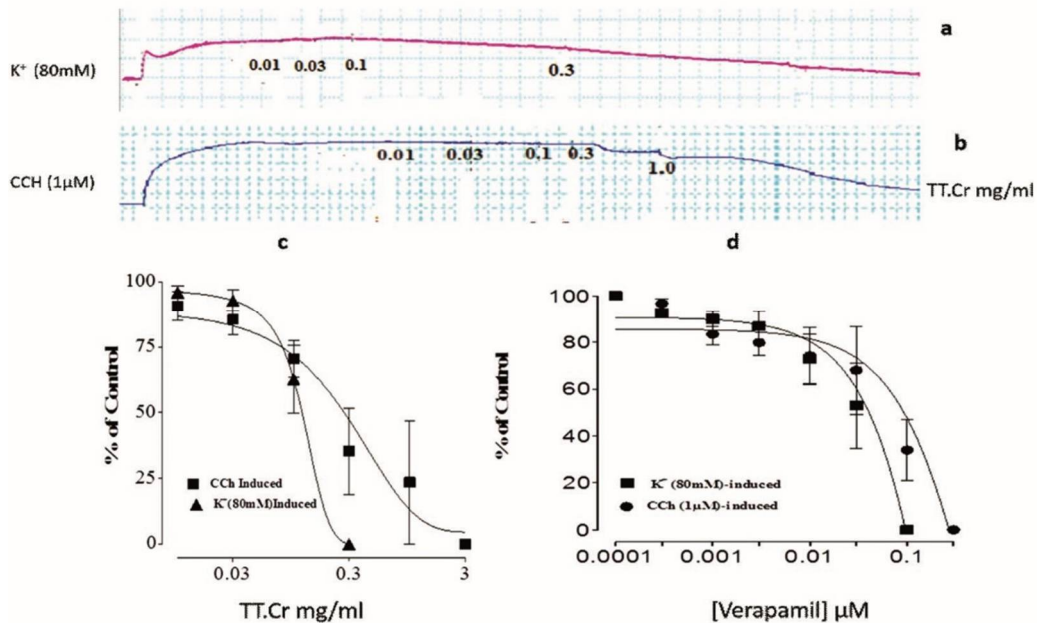 a
K⁺ (80mM)
0.01 0.03 0.1 0.3
b
CCH (1µM)
0.01 0.03 0.1 0.3 1.0
TT.Cr mg/ml
c
% of Control
100
75
50
25
0
CCh Induced
K⁻(80mM)Induced
0.03 0.3 3
TT.Cr mg/ml
d
% of Control
100
80
60
40
20
0
K⁻ (80mM)-induced
CCh (1µM)-induced
0.0001 0.001 0.01 0.1
[Verapamil] µM